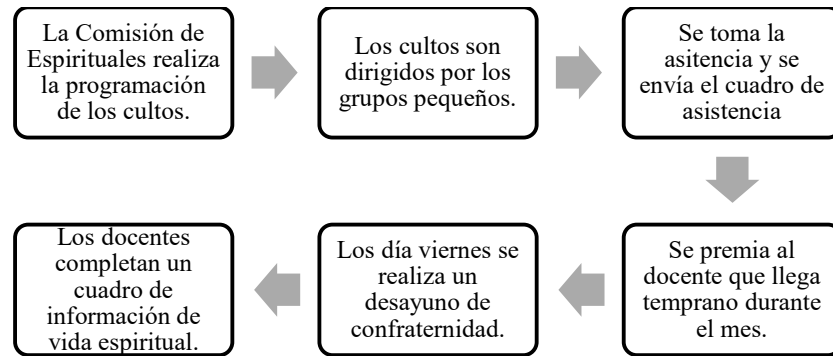 La Comisión de
Espirituales realiza
la programación
de los cultos.
Los cultos son
dirigidos por los
grupos pequeños.
Se toma la
asitencia y se
envía el cuadro de
asistencia
Se premia al
docente que llega
temprano durante
el mes.
Los día viernes se
realiza un
desayuno de
confraternidad.
Los docentes
completan un
cuadro de
información de
vida espiritual.